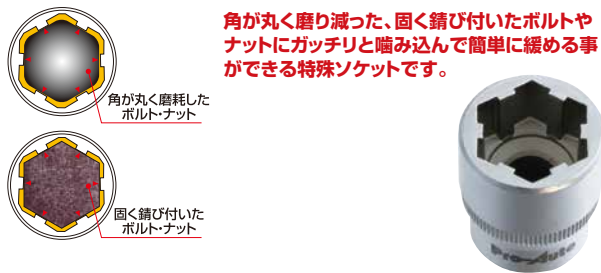 角が丸く磨り減った、固く錆び付いたボルトや
ナットにガッチリと噛み込んで簡単に緩める事
ができる特殊ソケットです。
角が丸く磨耗した
ボルト・ナット
固く錆び付いた
ボルト・ナット
Pro-Auto